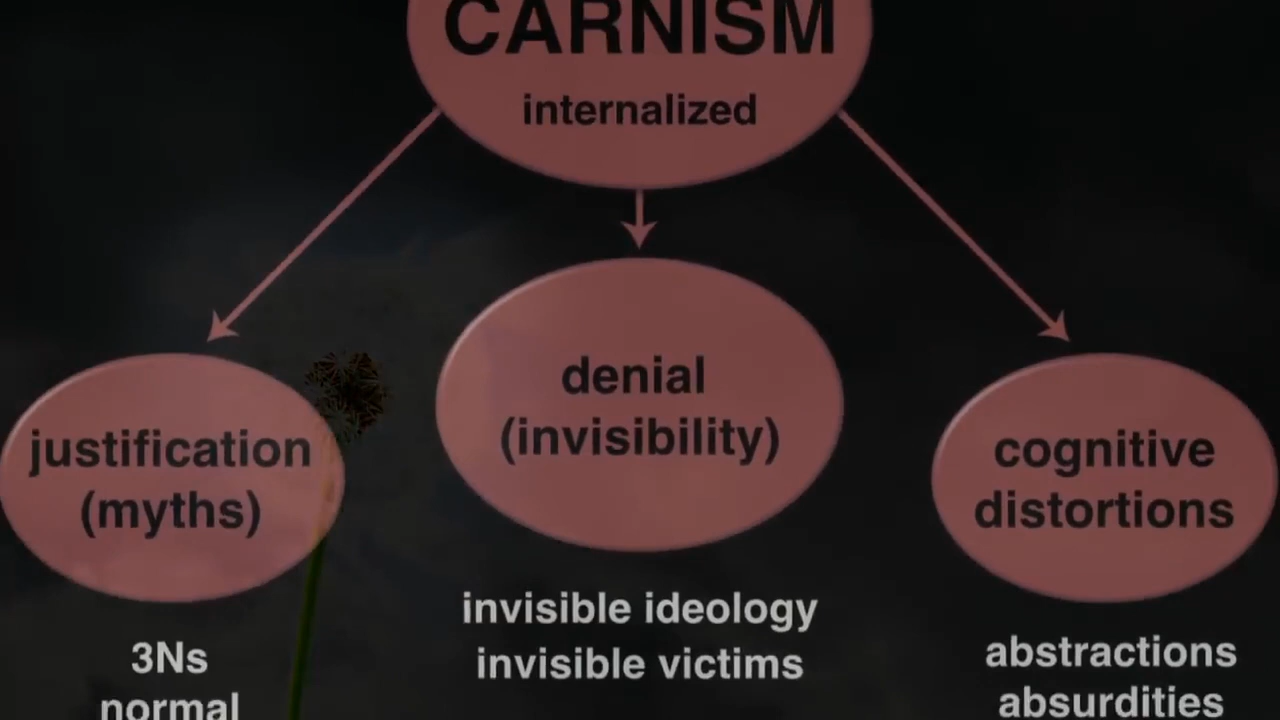 CARNISM
internalized
justification
(myths)
denial
(invisibility)
cognitive
distortions
3Ns
normal
invisible ideology
invisible victims
abstractions
absurdities